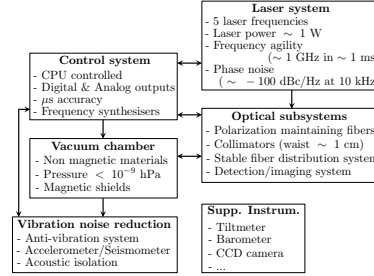 Laser system
- 5 laser frequencies
- Laser power ∼ 1 W
- Frequency agility
(∼ 1 GHz in ∼ 1 ms)
- Phase noise
(∼ −100 dBc/Hz at 10 kHz)
Control system
- CPU controlled
- Digital & Analog outputs
- μs accuracy
- Frequency synthesisers
Optical subsystems
- Polarization maintaining fibers
- Collimators (waist ∼ 1 cm)
- Stable fiber distribution system
- Detection/imaging system
Vacuum chamber
- Non magnetic materials
- Pressure < 10⁻⁹ hPa
- Magnetic shields
Vibration noise reduction
- Anti-vibration system
- Accelerometer/Seismometer
- Acoustic isolation
Supp. Instrum.
- Tiltmeter
- Barometer
- CCD camera
- ...